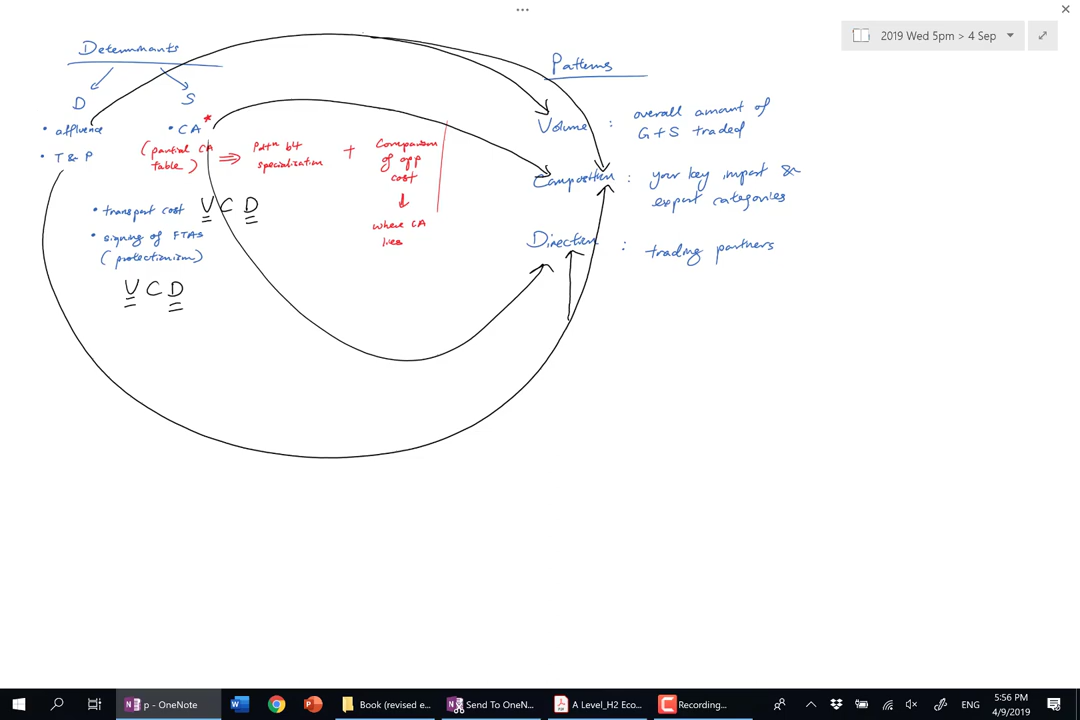 2019 Wed 5pm > 4 Sep
Determinants
D
S
• affluence
• T & P
• CA*
(partial CA table)
⇒
Pdtⁿ b4 specialization
+
Comparison of opp cost
where CA lies
• transport cost
• signing of FTAs
(protectionism)
V C D
V C D
Patterns
Volume : overall amount of
G+S traded
Composition : your key import &
export categories
Direction : trading partners
p - OneNote
Book (revised e...
Send To OneN...
A Level_H2 Eco...
Recording...
ENG
5:56 PM
4/9/2019